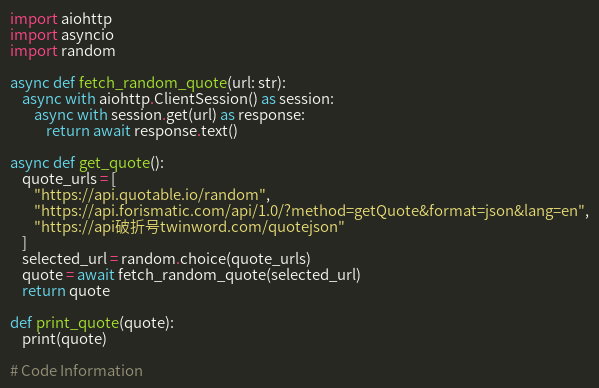 import aiohttp
import asyncio
import random

async def fetch_random_quote(url: str):
    async with aiohttp.ClientSession() as session:
        async with session.get(url) as response:
            return await response.text()

async def get_quote():
    quote_urls = [
        "https://api.quotable.io/random",
        "https://api.forismatic.com/api/1.0/?method=getQuote&format=json&lang=en",
        "https://api破折号twinword.com/quotejson"
    ]
    selected_url = random.choice(quote_urls)
    quote = await fetch_random_quote(selected_url)
    return quote

def print_quote(quote):
    print(quote)

# Code Information